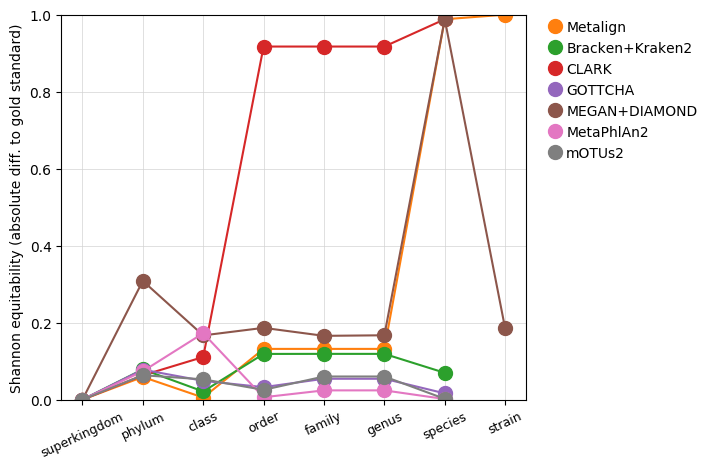 Shannon equitability (absolute diff. to gold standard)
1.0
0.8
0.6
0.4
0.2
0.0
superkingdom
phylum
class
order
family
genus
species
strain
Metalign
Bracken+Kraken2
CLARK
GOTTCHA
MEGAN+DIAMOND
MetaPhlAn2
mOTUs2